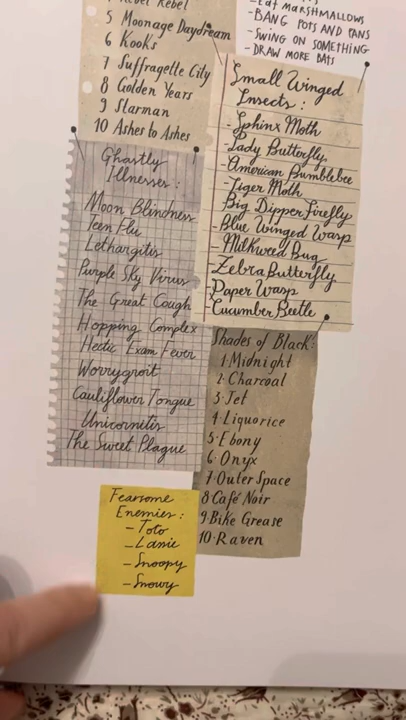 Rebel Rebel
5 Moonage Daydream
6 Kooks
7 Suffragette City
8 Golden Years
9 Starman
10 Ashes to Ashes
- Eat MARSHMALLOWS
- BANG POTS AND PANS
- SWING ON SOMETHING
- DRAW MORE BATS
Small Winged
Insects:
- Sphinx Moth
- Lady Butterfly
- American Bumblebee
- Tiger Moth
- Big Dipper Firefly
- Blue Winged Wasp
- Milkweed Bug
- Zebra Butterfly
- Paper Wasp
- Cucumber Beetle
Ghastly
Illnesses:
Moon Blindness
Teen Flu
Lethargitis
Purple Sky Virus
The Great Cough
Hopping Complex
Hectic Exam Fever
Worrygroit
Cauliflower Tongue
Unicornitis
The Sweet Plague
Shades of Black:
1 Midnight
2 Charcoal
3 Jet
4 Liquorice
5 Ebony
6 Onyx
7 Outer Space
8 Café Noir
9 Bike Grease
10 Raven
Fearsome
Enemies:
- Toto
- Lassie
- Snoopy
- Snowy